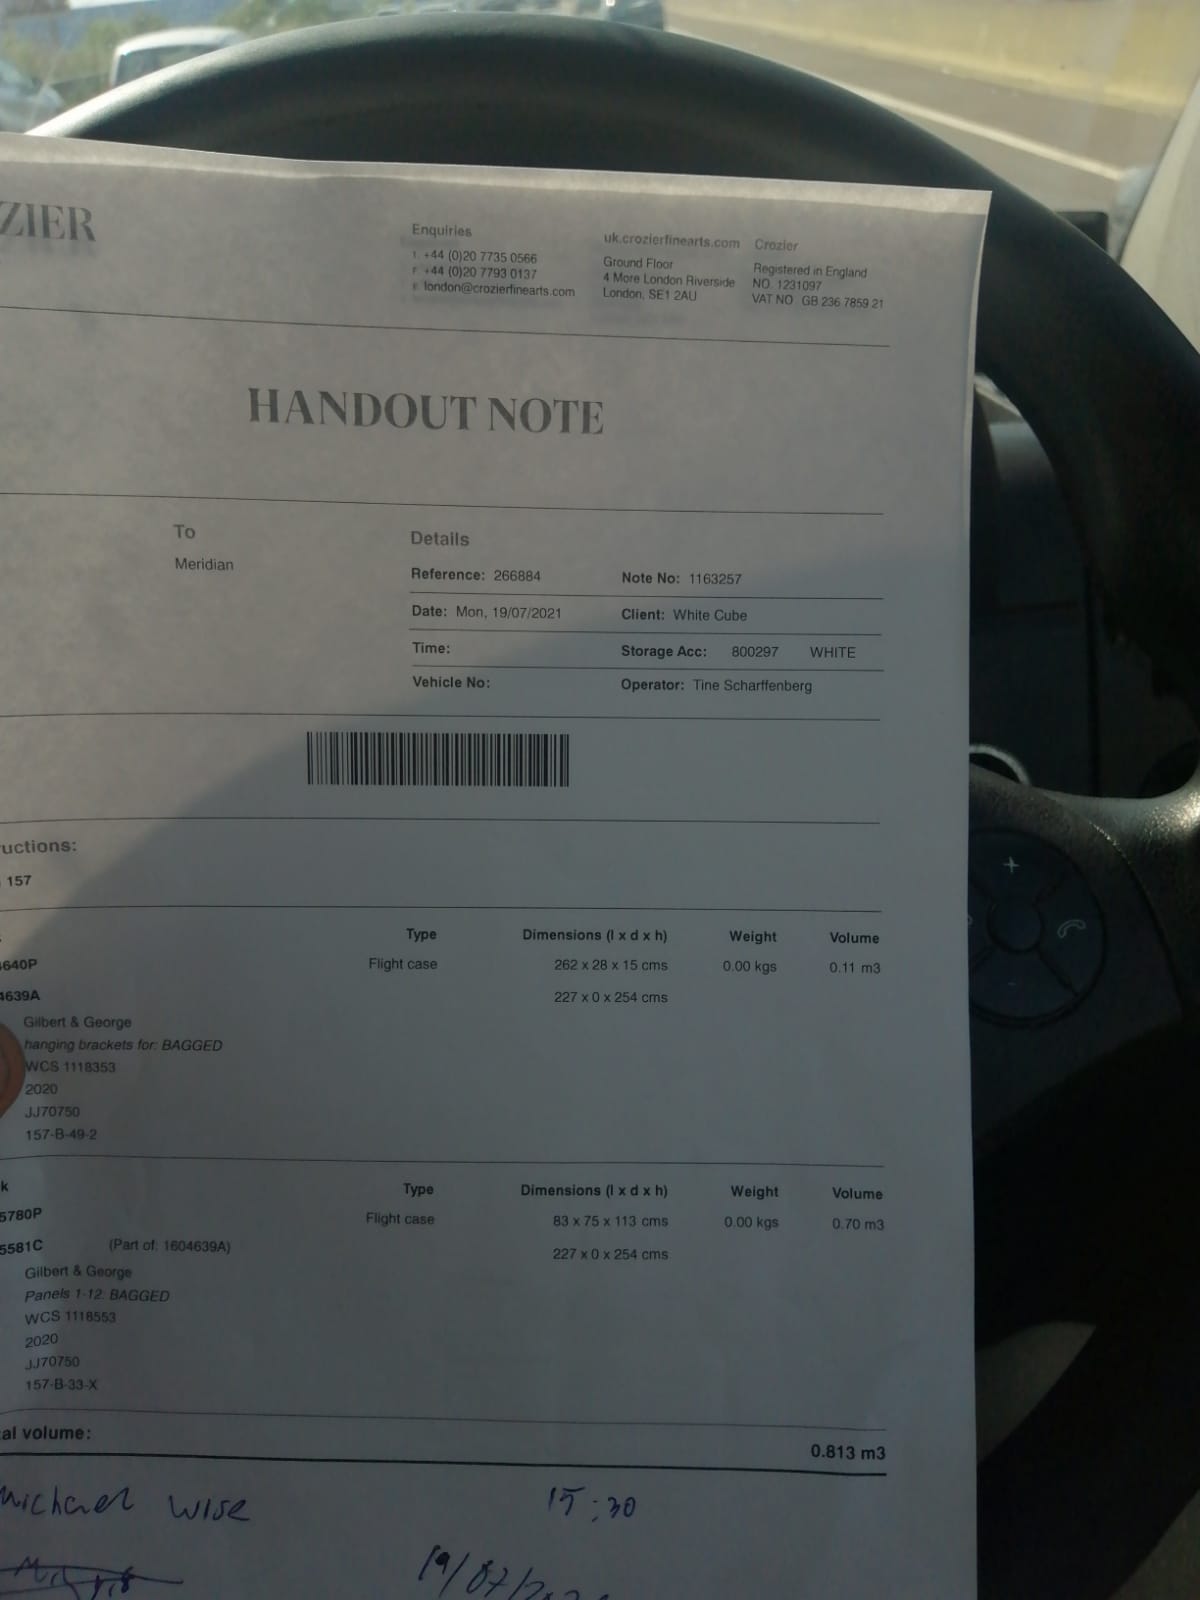 ZIER
Enquiries
T +44 (0)20 7735 0566
F +44 (0)20 7793 0137
E london@crozierfinearts.com
uk.crozierfinearts.com
Ground Floor
4 More London Riverside
London, SE1 2AU
Crozier
Registered in England
NO. 1231097
VAT NO GB 236 7859 21
HANDOUT NOTE
To
Meridian
Details
Reference: 266884 Note No: 1163257
Date: Mon, 19/07/2021 Client: White Cube
Time: Storage Acc: 800297 WHITE
Vehicle No: Operator: Tine Scharffenberg
uctions:
157
Type Dimensions (l x d x h) Weight Volume
640P Flight case 262 x 28 x 15 cms 0.00 kgs 0.11 m3
4639A 227 x 0 x 254 cms
Gilbert & George
hanging brackets for: BAGGED
WCS 1118353
2020
JJ70750
157-B-49-2
k Type Dimensions (l x d x h) Weight Volume
5780P Flight case 83 x 75 x 113 cms 0.00 kgs 0.70 m3
5581C (Part of: 1604639A) 227 x 0 x 254 cms
Gilbert & George
Panels 1-12: BAGGED
WCS 1118553
2020
JJ70750
157-B-33-X
al volume:
0.813 m3
Michael Wise 15:30
19/07/202